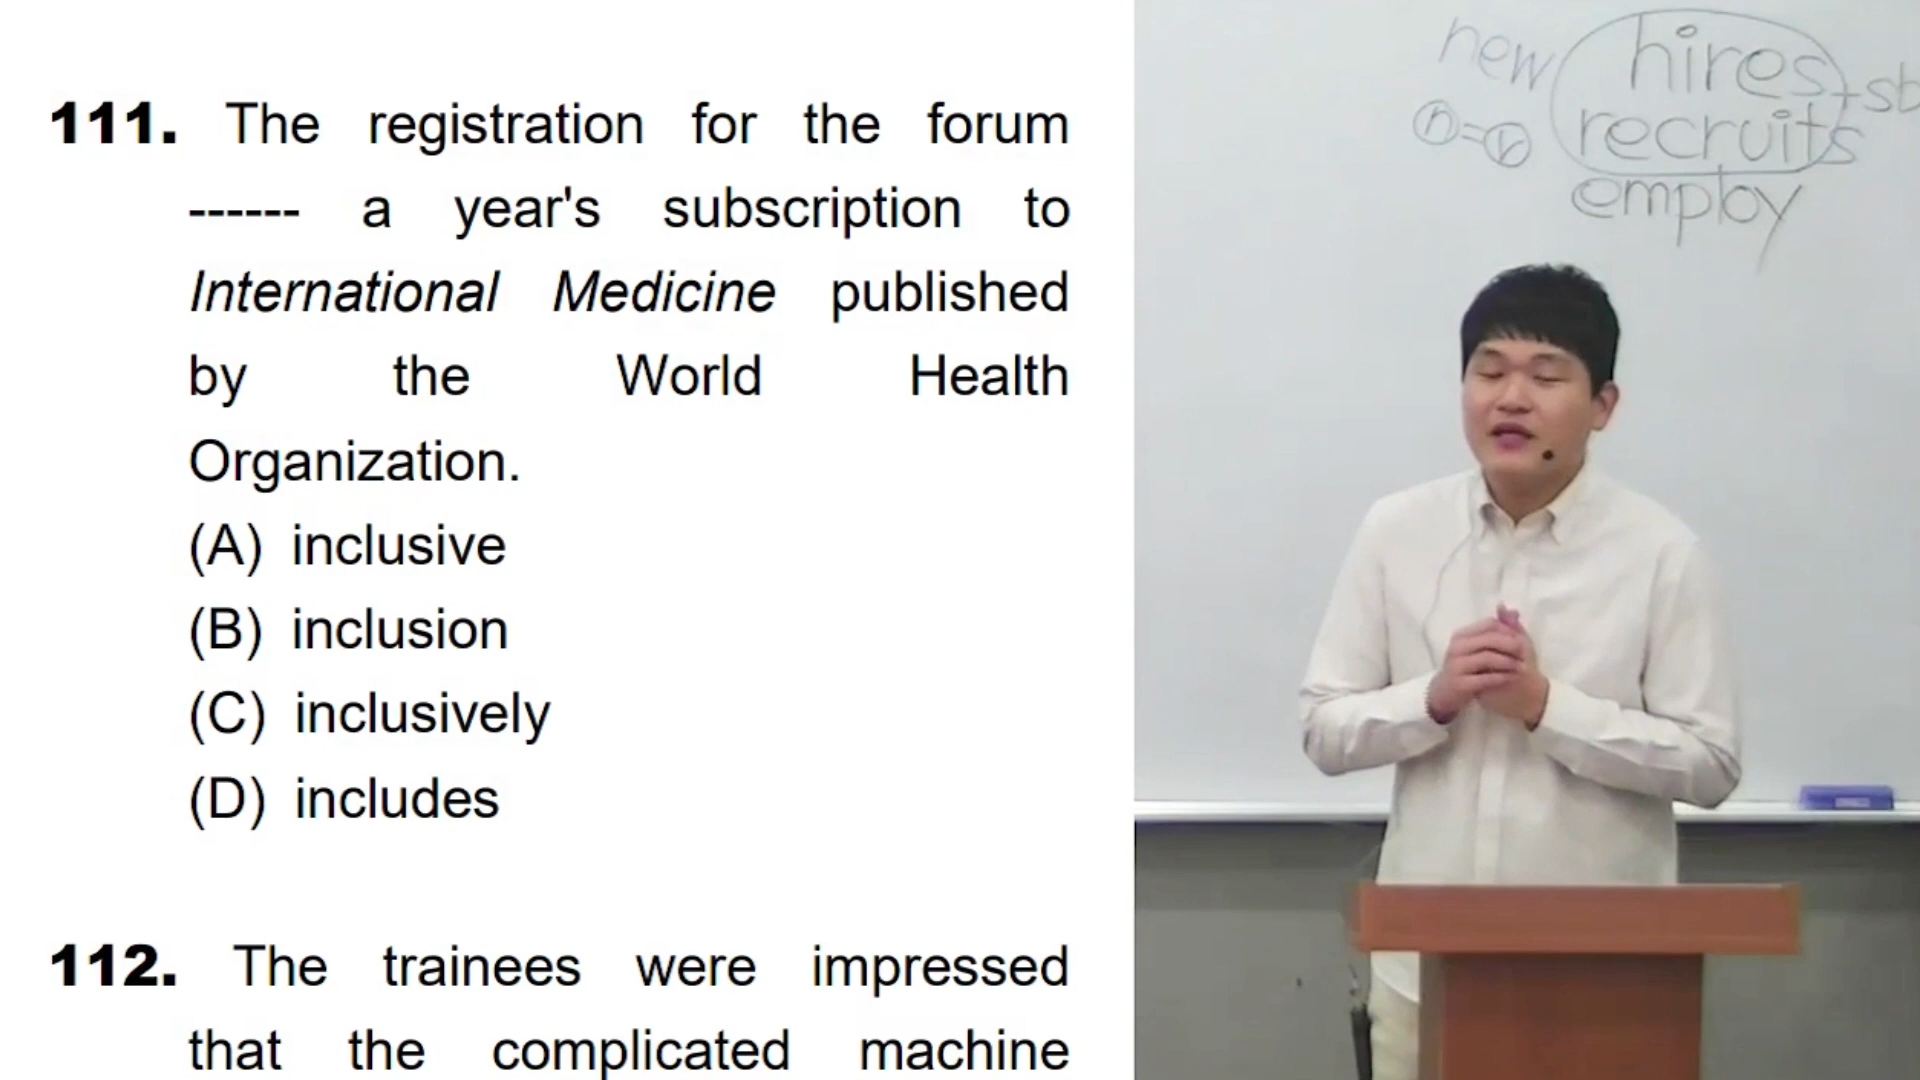 111. The registration for the forum
------ a year's subscription to
International Medicine published
by the World Health
Organization.
(A) inclusive
(B) inclusion
(C) inclusively
(D) includes
112. The trainees were impressed
that the complicated machine
new hires + sb
ⓝ=ⓥ recruits
employ